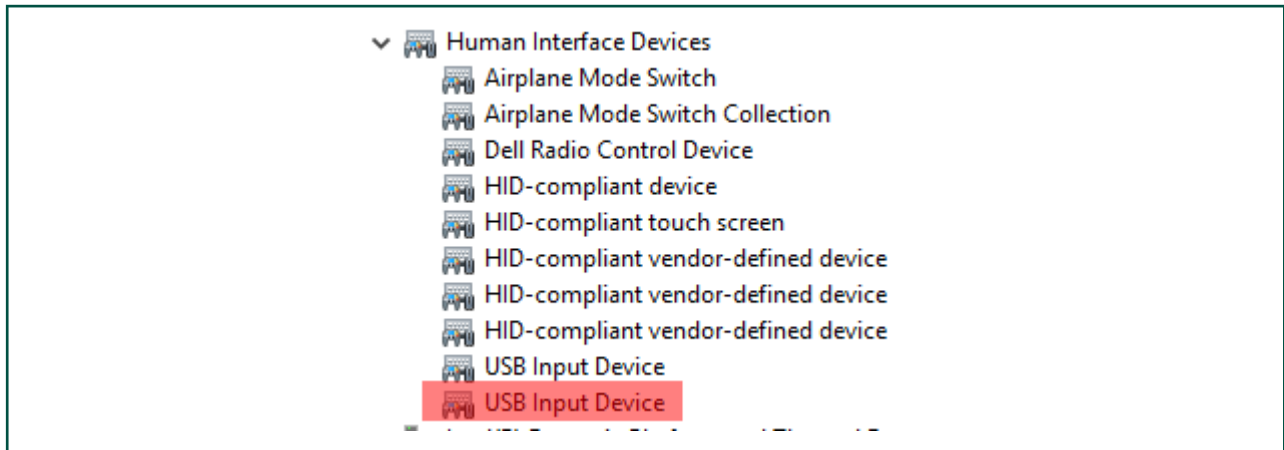 Human Interface Devices
Airplane Mode Switch
Airplane Mode Switch Collection
Dell Radio Control Device
HID-compliant device
HID-compliant touch screen
HID-compliant vendor-defined device
HID-compliant vendor-defined device
HID-compliant vendor-defined device
USB Input Device
USB Input Device